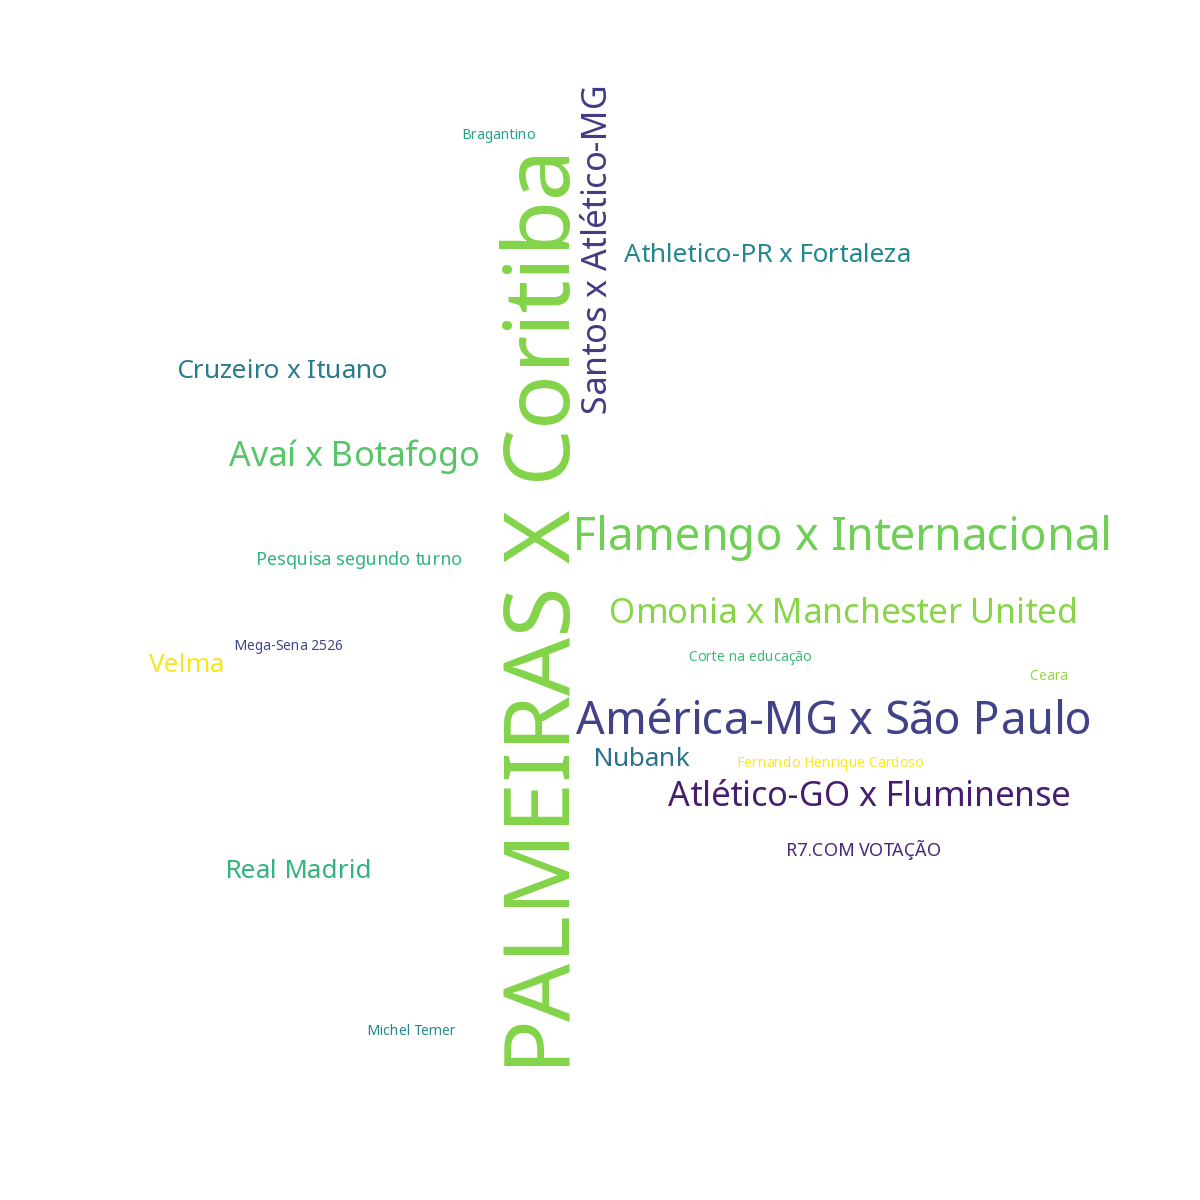 Bragantino
Santos x Atlético-MG
Athletico-PR x Fortaleza
PALMEIRAS X Coritiba
Cruzeiro x Ituano
Avaí x Botafogo
Flamengo x Internacional
Pesquisa segundo turno
Omonia x Manchester United
Mega-Sena 2526
Velma
Corte na educação
Ceara
América-MG x São Paulo
Nubank
Fernando Henrique Cardoso
Atlético-GO x Fluminense
R7.COM VOTAÇÃO
Real Madrid
Michel Temer